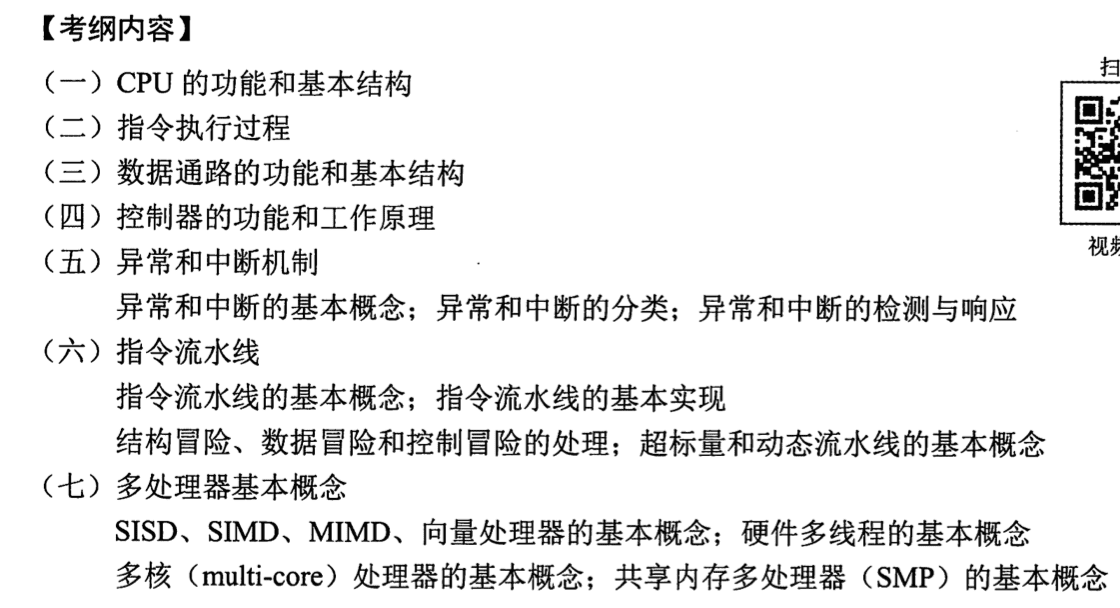 【考纲内容】
（一）CPU 的功能和基本结构
（二）指令执行过程
（三）数据通路的功能和基本结构
（四）控制器的功能和工作原理
（五）异常和中断机制
异常和中断的基本概念；异常和中断的分类；异常和中断的检测与响应
（六）指令流水线
指令流水线的基本概念；指令流水线的基本实现
结构冒险、数据冒险和控制冒险的处理；超标量和动态流水线的基本概念
（七）多处理器基本概念
SISD、SIMD、MIMD、向量处理器的基本概念；硬件多线程的基本概念
多核（multi-core）处理器的基本概念；共享内存多处理器（SMP）的基本概念
扫
视频